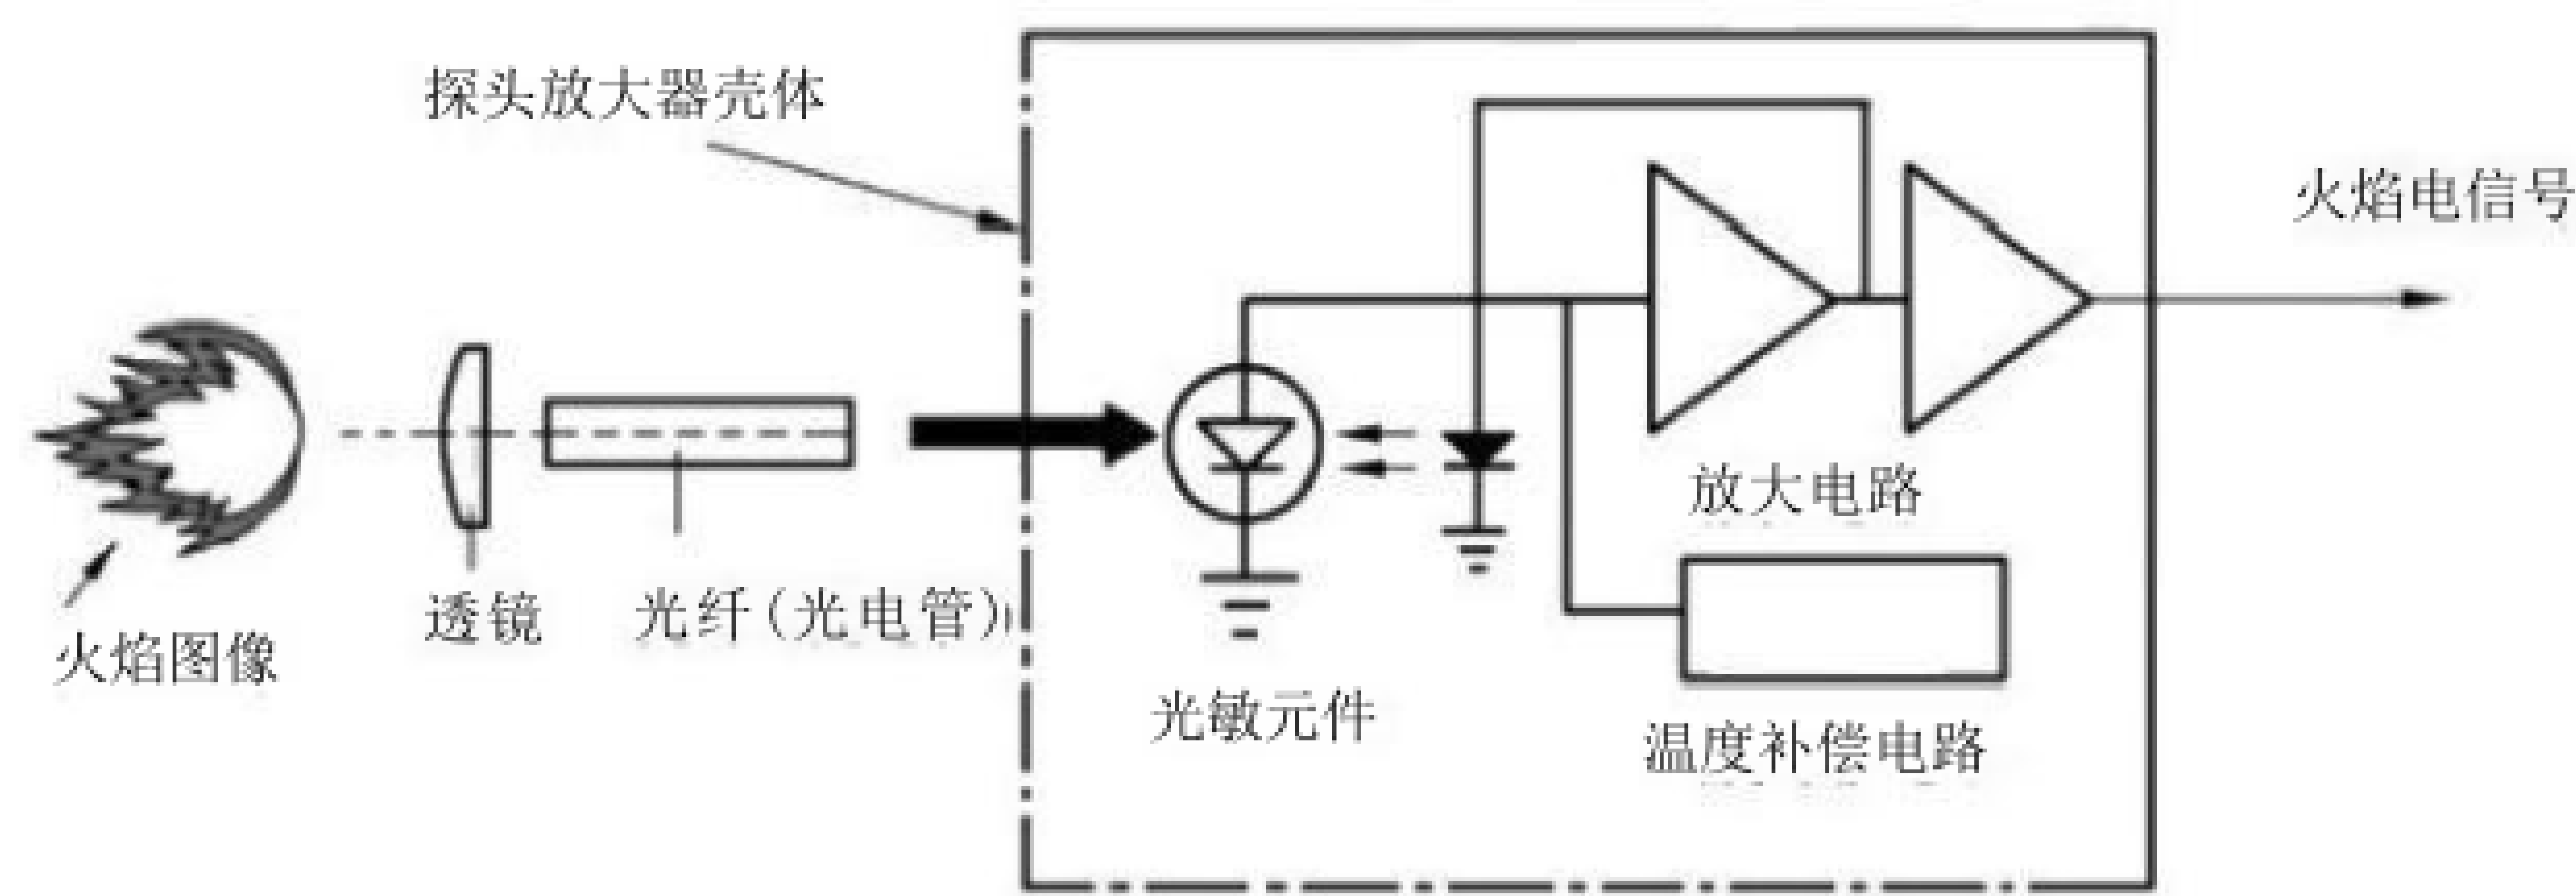 探头放大器壳体
火焰电信号
放大电路
透镜
光纤(光电管)
火焰图像
光敏元件
温度补偿电路